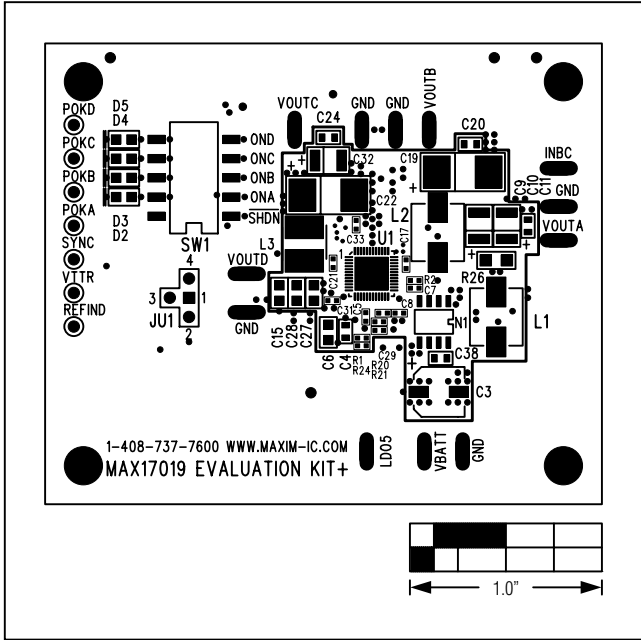 VOUTC
GND
GND
VOUTB
POKD
D5
D4
C24
C20
POKC
OND
C32
C19
INBC
ONC
POKB
ONB
C22
C9
C10
C11
GND
ONA
POKA
D3
D2
SHDN
L2
C33
U1
C17
VOUTA
SYNC
SW1
L3
1
4
VOUTD
C21
R2
C7
R26
VTTR
3
1
REFIND
JU1
2
GND
C31
C8
N1
L1
C15
C28
C27
C6
C4
R1
R24
C29
R20
R21
C38
C3
1-408-737-7600 WWW.MAXIM-IC.COM
MAX17019 EVALUATION KIT+
LDO5
VBATT
GND
1.0"